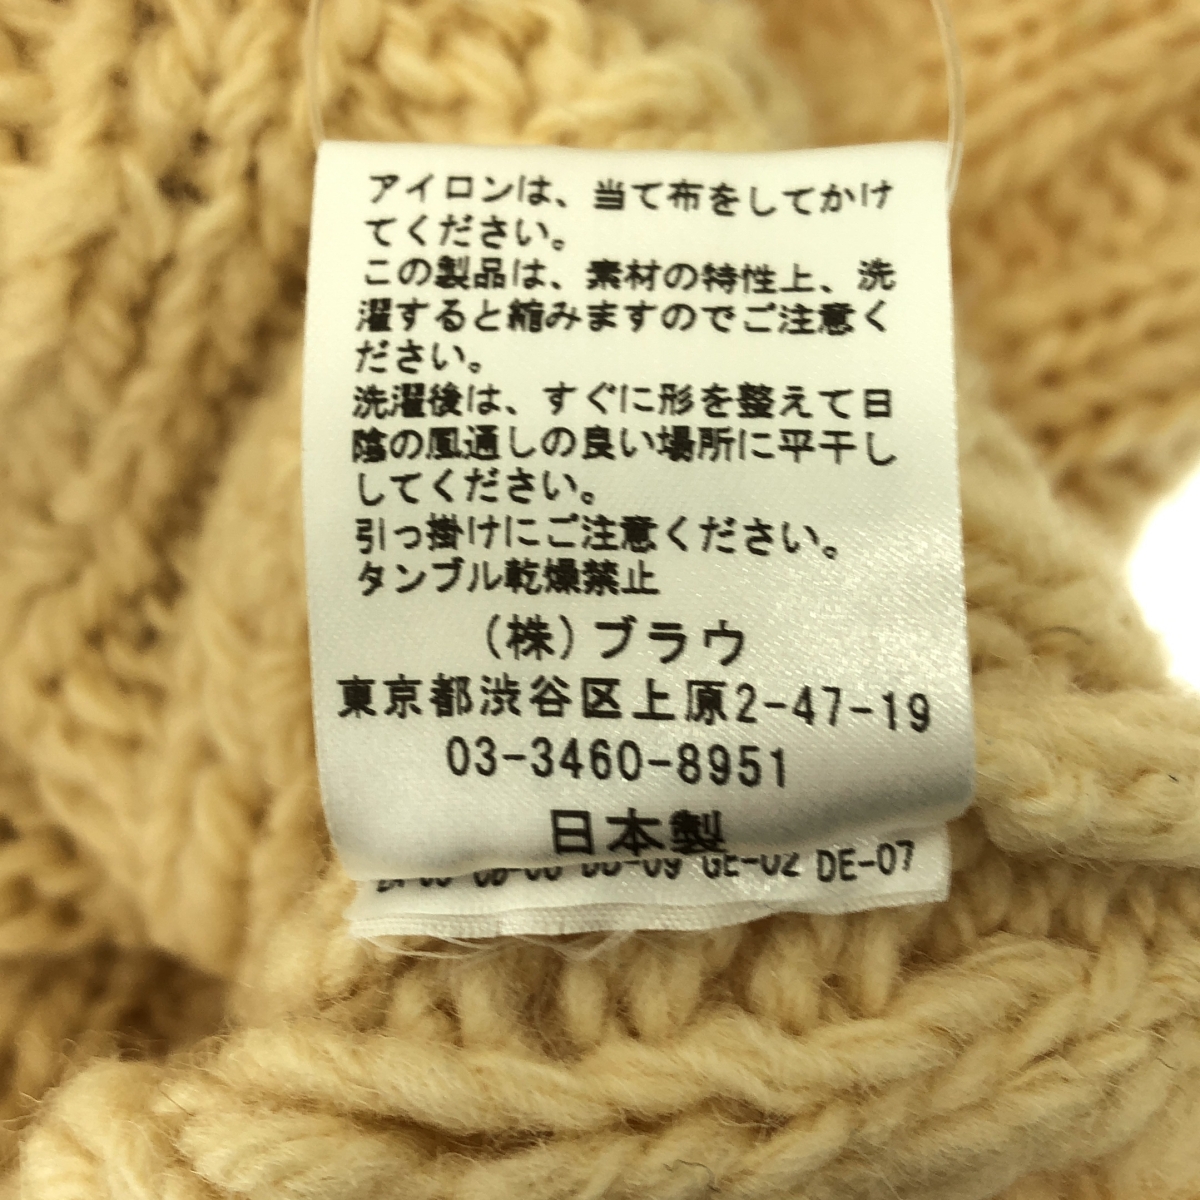 アイロンは、当て布をしてかけ
てください。
この製品は、素材の特性上、洗
濯すると縮みますのでご注意く
ださい。
洗濯後は、すぐに形を整えて日
陰の風通しの良い場所に平干し
してください。
引っ掛けにご注意ください。
タンブル乾燥禁止
(株)ブラウ
東京都渋谷区上原2-47-19
03-3460-8951
日本製
GE-02 DE-07